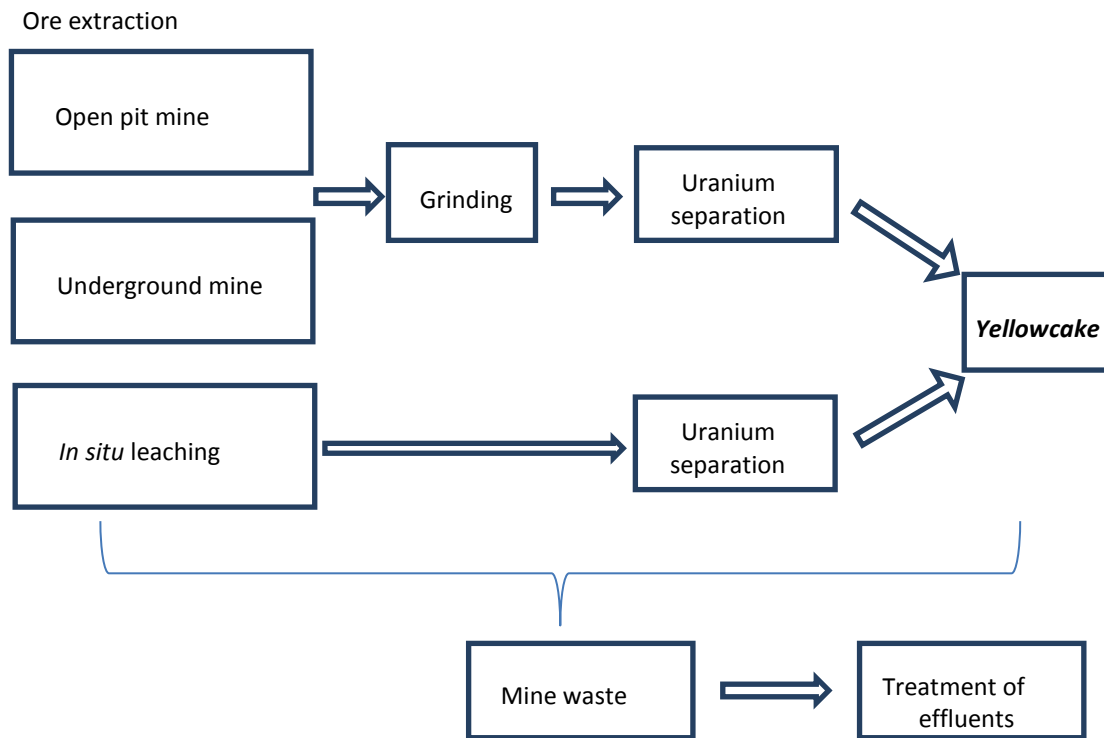 Ore extraction
Open pit mine
Grinding
Uranium
separation
Underground mine
Yellowcake
In situ leaching
Uranium
separation
Mine waste
Treatment of
effluents